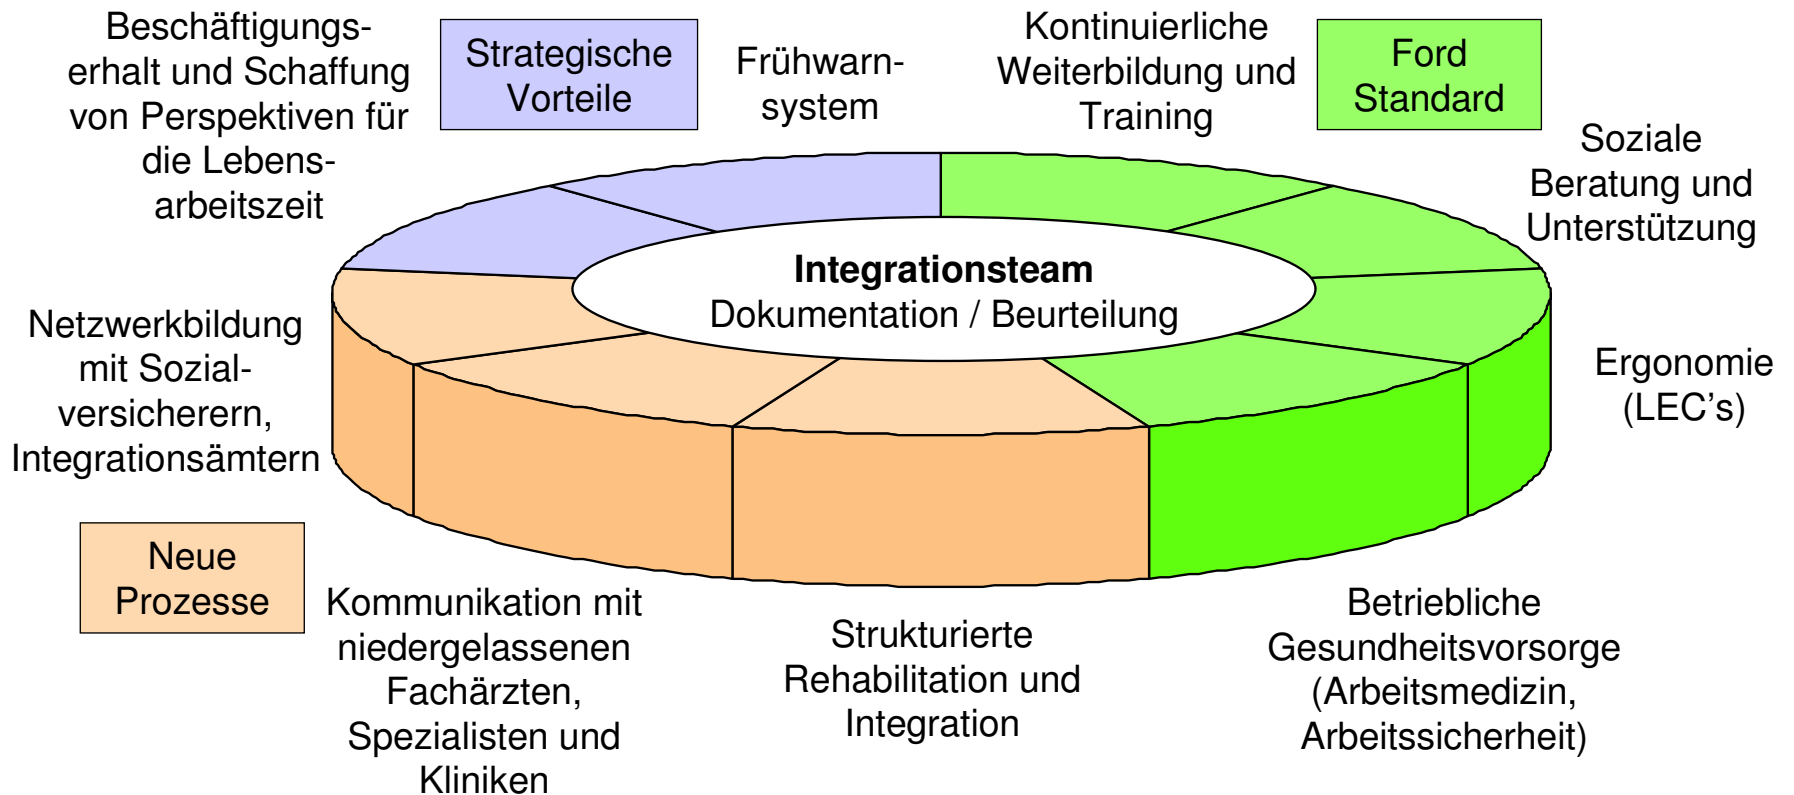 Beschäftigungs-
erhalt und Schaffung
von Perspektiven für
die Lebens-
arbeitszeit
Strategische
Vorteile
Frühwarn-
system
Kontinuierliche
Weiterbildung und
Training
Ford
Standard
Soziale
Beratung und
Unterstützung
Integrationsteam
Dokumentation / Beurteilung
Netzwerkbildung
mit Sozial-
versicherern,
Integrationsämtern
Ergonomie
(LEC's)
Neue
Prozesse
Kommunikation mit
niedergelassenen
Fachärzten,
Spezialisten und
Kliniken
Strukturierte
Rehabilitation und
Integration
Betriebliche
Gesundheitsvorsorge
(Arbeitsmedizin,
Arbeitssicherheit)